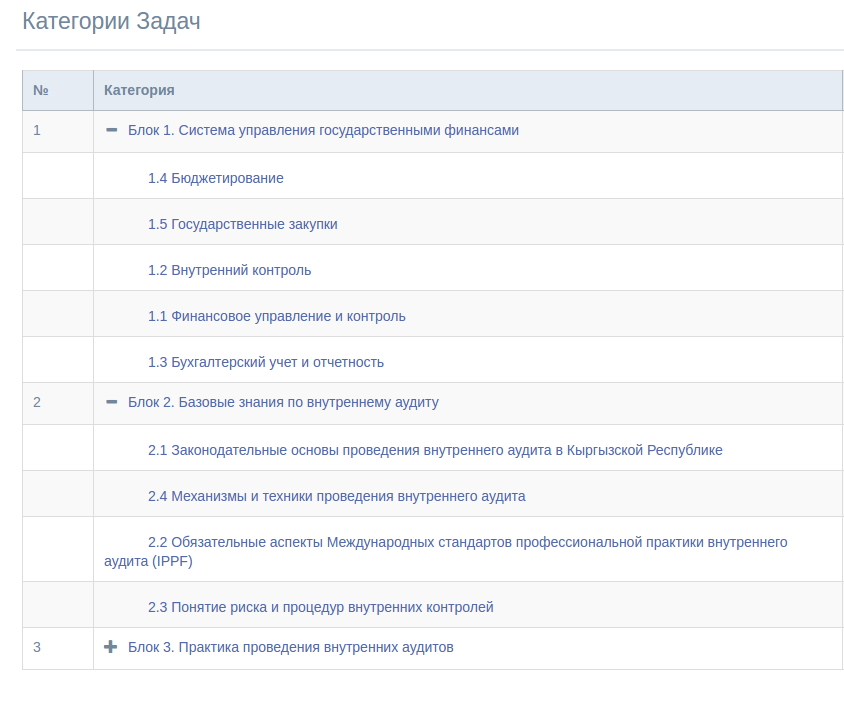 Категории Задач
№ Категория
1 Блок 1. Система управления государственными финансами
1.4 Бюджетирование
1.5 Государственные закупки
1.2 Внутренний контроль
1.1 Финансовое управление и контроль
1.3 Бухгалтерский учет и отчетность
2 Блок 2. Базовые знания по внутреннему аудиту
2.1 Законодательные основы проведения внутреннего аудита в Кыргызской Республике
2.4 Механизмы и техники проведения внутреннего аудита
2.2 Обязательные аспекты Международных стандартов профессиональной практики внутреннего
аудита (IPPF)
2.3 Понятие риска и процедур внутренних контролей
3 Блок 3. Практика проведения внутренних аудитов